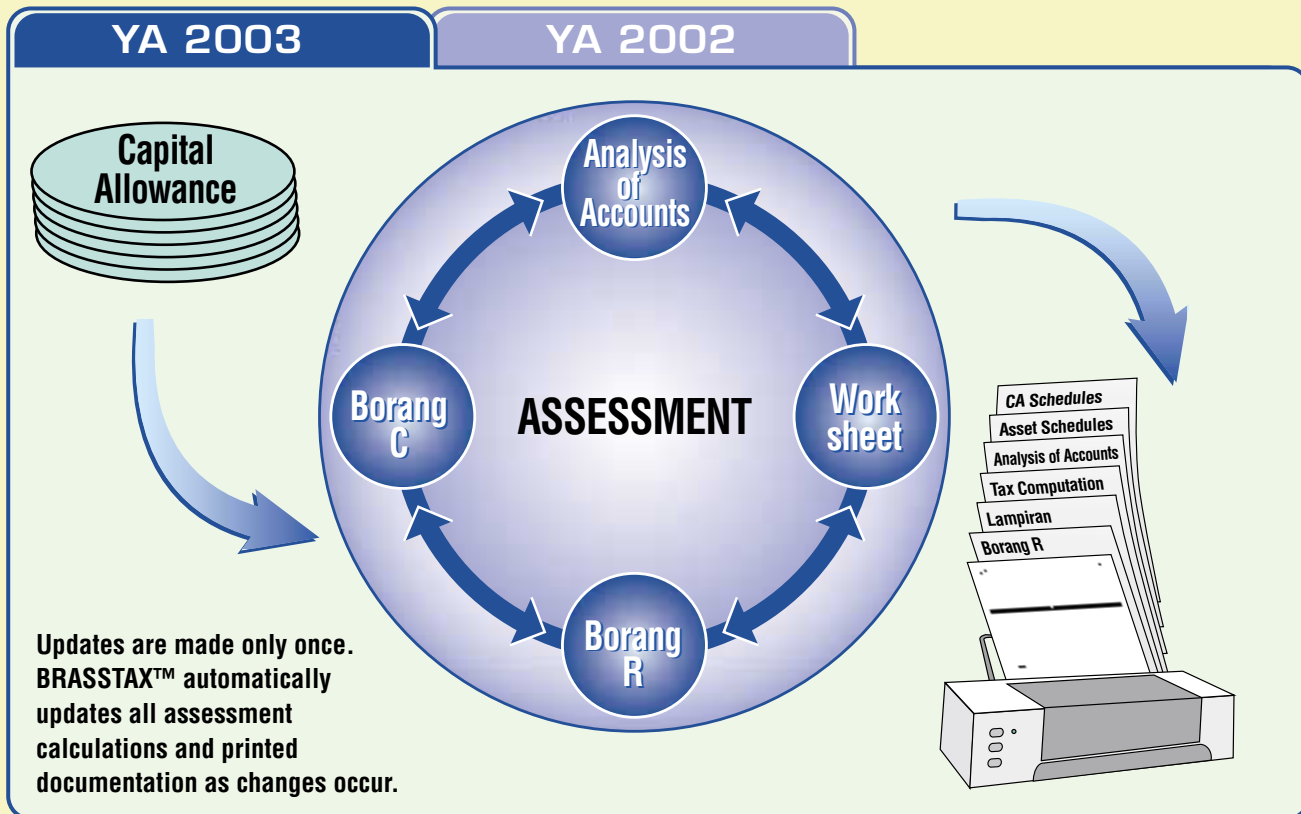 YA 2003
YA 2002
Capital
Allowance
Analysis
of
Accounts
Borang
C
ASSESSMENT
Work
sheet
Borang
R
CA Schedules
Asset Schedules
Analysis of Accounts
Tax Computation
Lampiran
Borang R
Updates are made only once.
BRASSTAX™ automatically
updates all assessment
calculations and printed
documentation as changes occur.